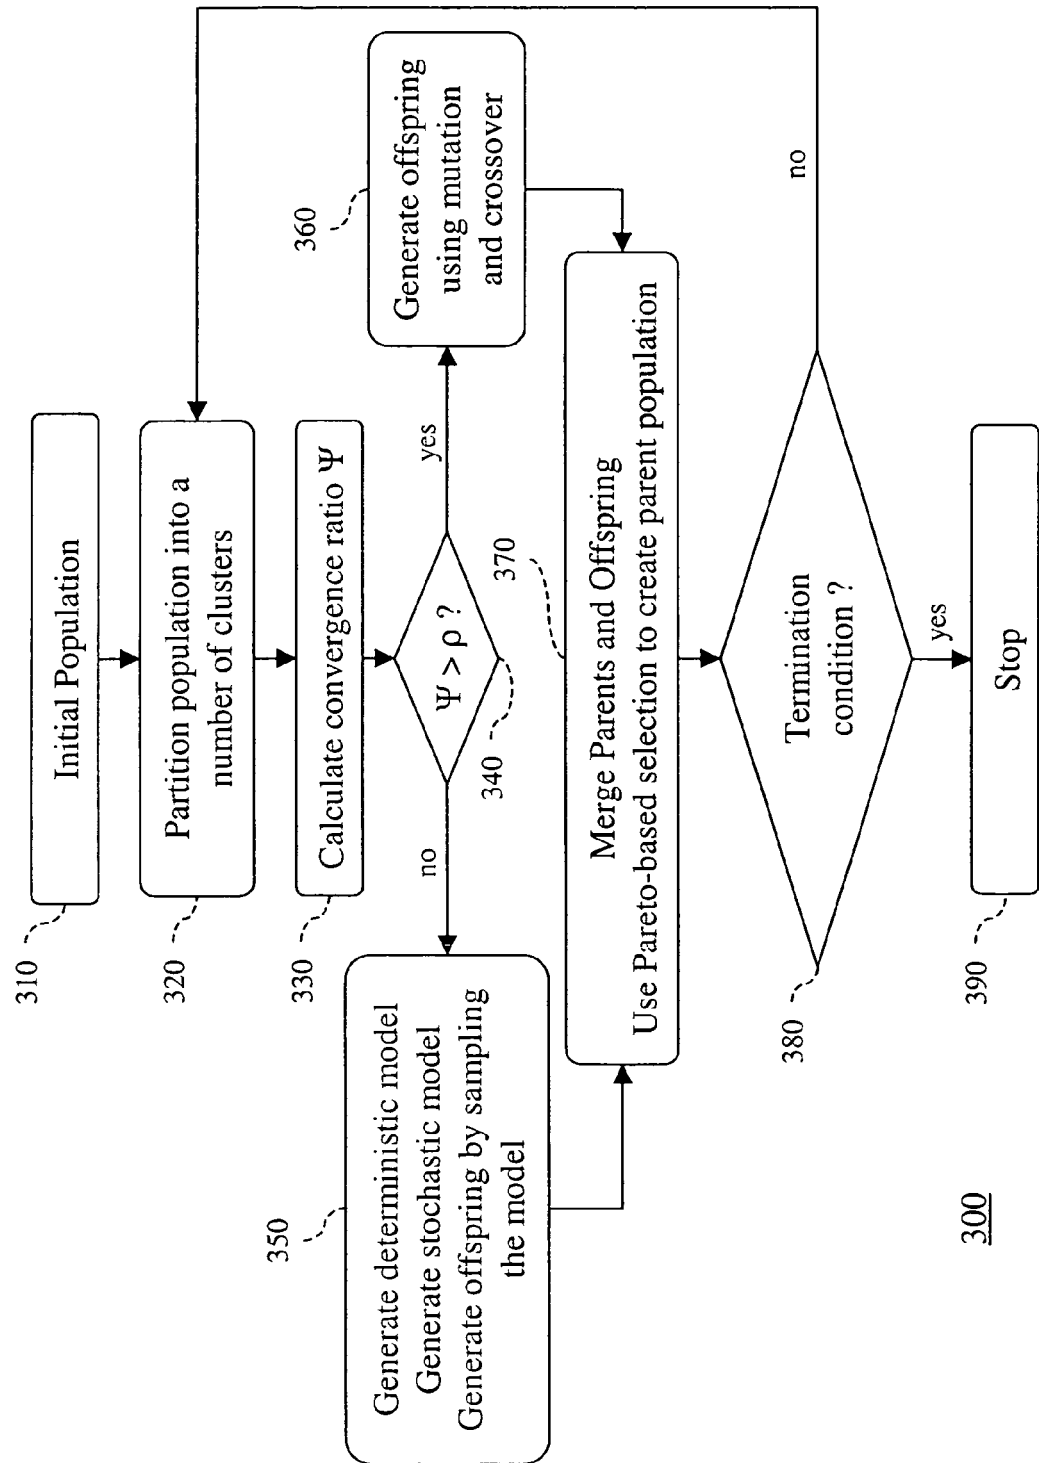 310
Initial Population
320
Partition population into a
number of clusters
330
Calculate convergence ratio Ψ
340
Ψ > ρ ?
no
yes
350
Generate deterministic model
Generate stochastic model
Generate offspring by sampling
the model
360
Generate offspring
using mutation
and crossover
370
Merge Parents and Offspring
Use Pareto-based selection to create parent population
380
Termination
condition ?
no
yes
390
Stop
300